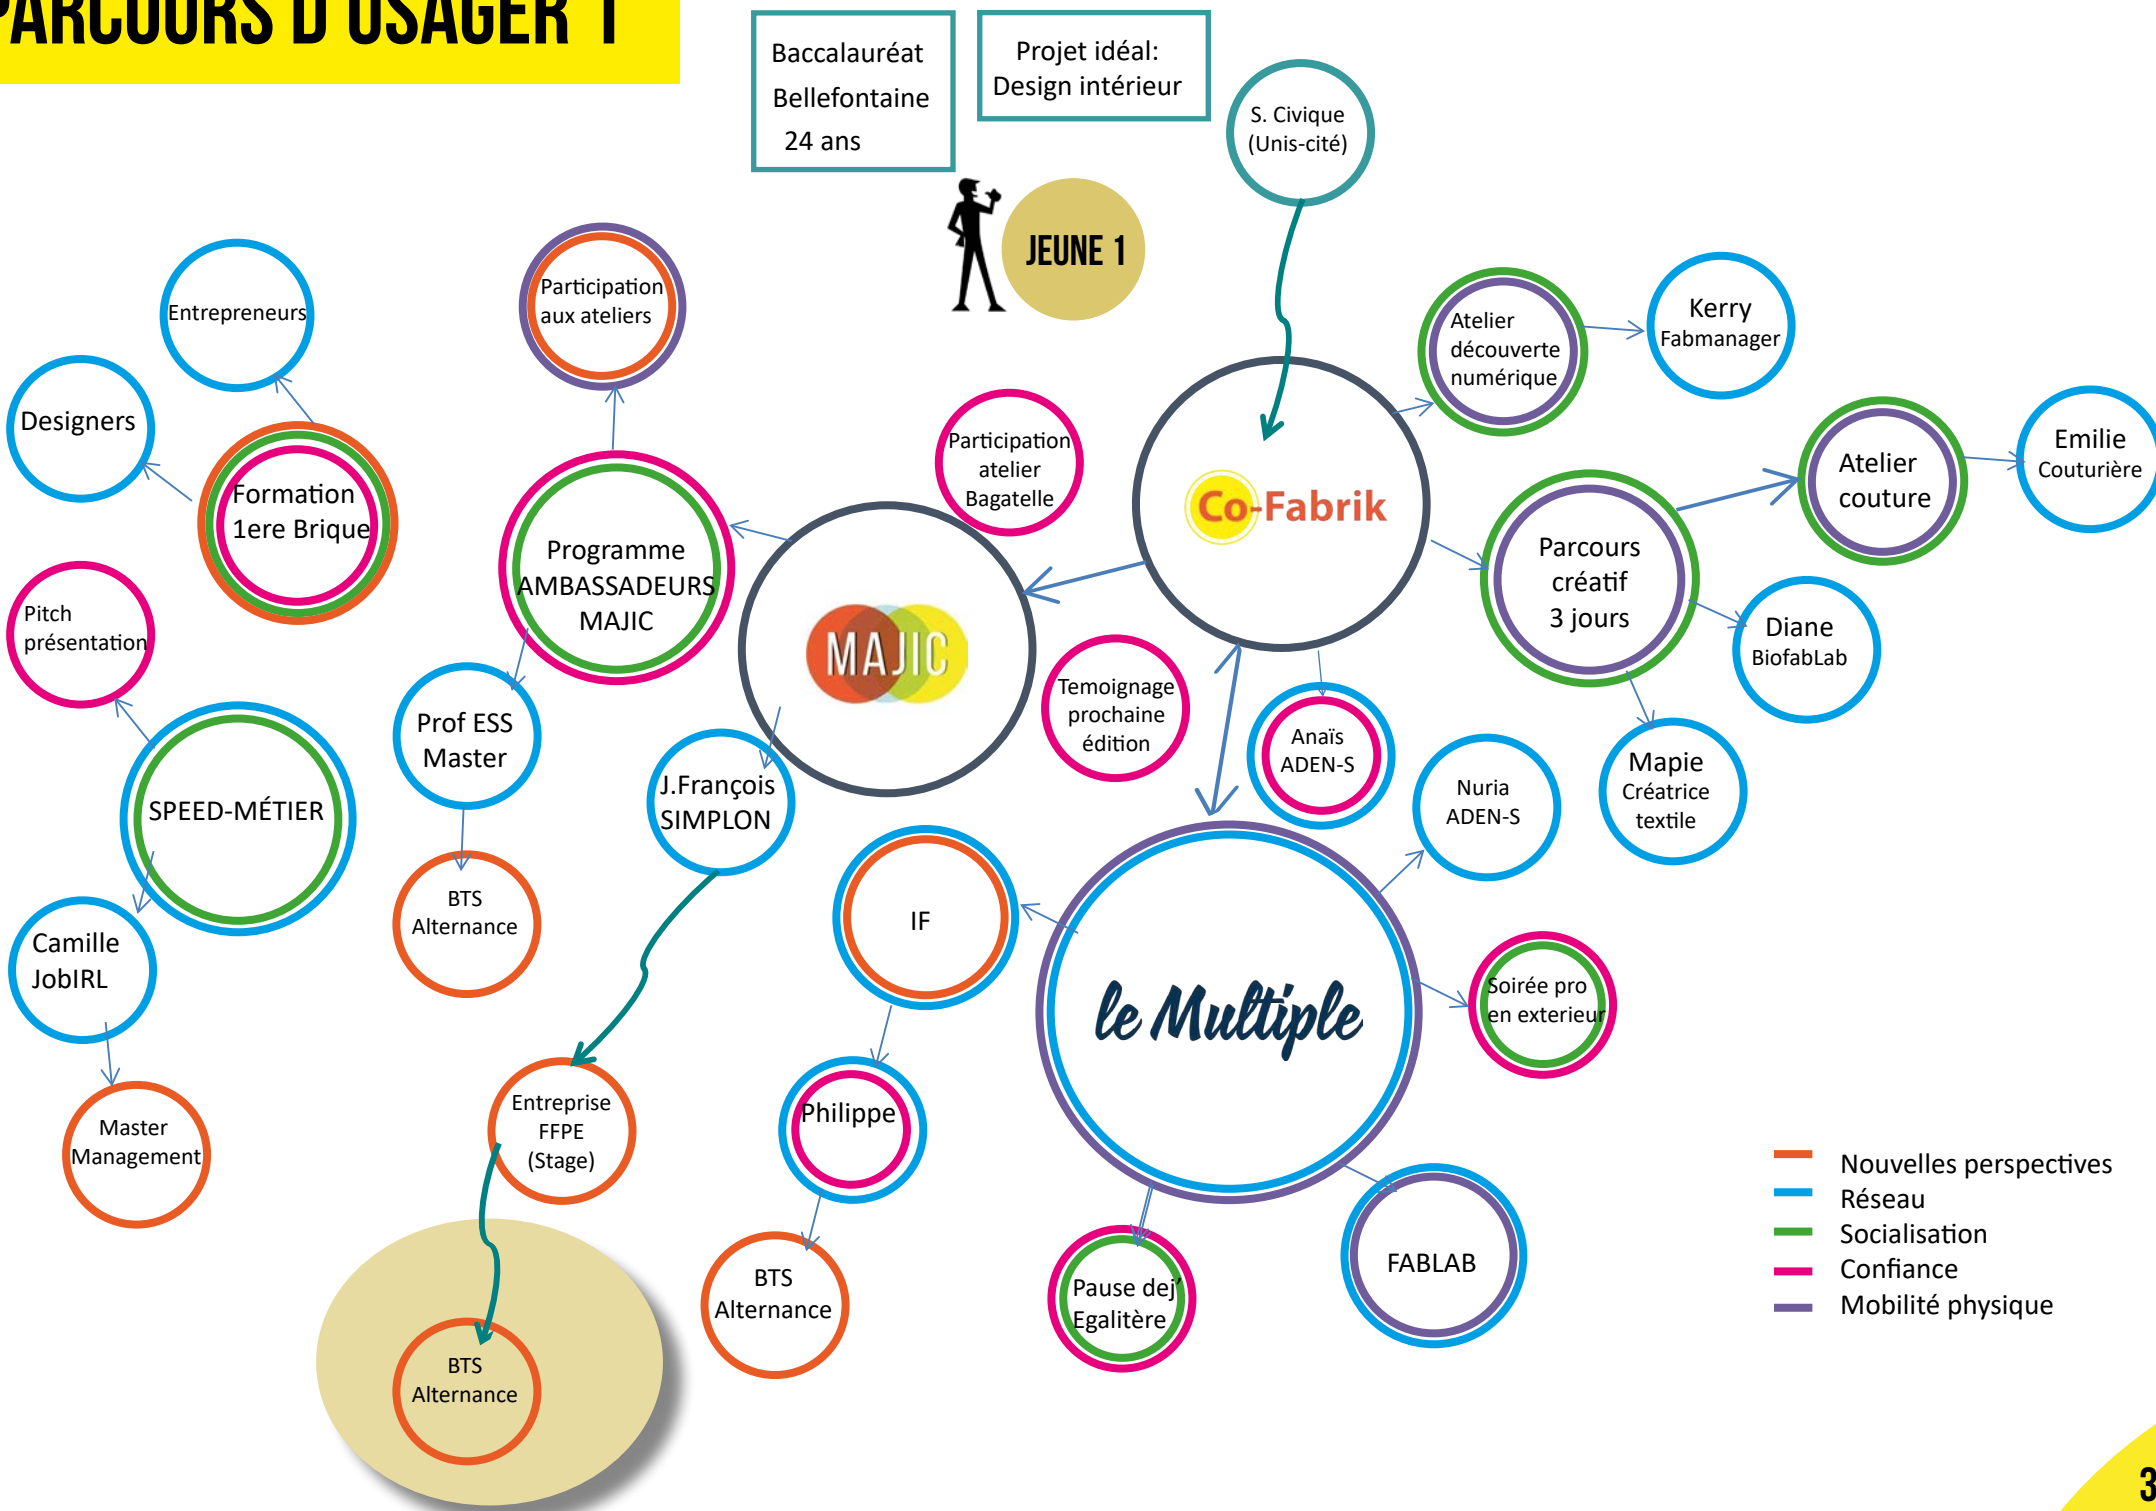 PARCOURS D'USAGER 1
Baccalauréat
Bellefontaine
24 ans
Projet idéal:
Design intérieur
S. Civique
(Unis-cité)
JEUNE 1
Entrepreneurs
Designers
Formation
1ere Brique
Pitch
présentation
SPEED-MÉTIER
Camille
JobIRL
Master
Management
Participation
aux ateliers
Programme
AMBASSADEURS
MAJIC
Prof ESS
Master
BTS
Alternance
J.François
SIMPLON
Entreprise
FFPE
(Stage)
BTS
Alternance
MAJIC
Participation
atelier
Bagatelle
Co-Fabrik
Temoignage
prochaine
édition
Anaïs
ADEN-S
Atelier
découverte
numérique
Kerry
Fabmanager
Parcours
créatif
3 jours
Atelier
couture
Emilie
Couturière
Diane
BiofabLab
Mapie
Créatrice
textile
Nuria
ADEN-S
le Multiple
IF
Philippe
BTS
Alternance
Soirée pro
en exterieur
Pause dej'
Egalitère
FABLAB
Nouvelles perspectives
Réseau
Socialisation
Confiance
Mobilité physique
3